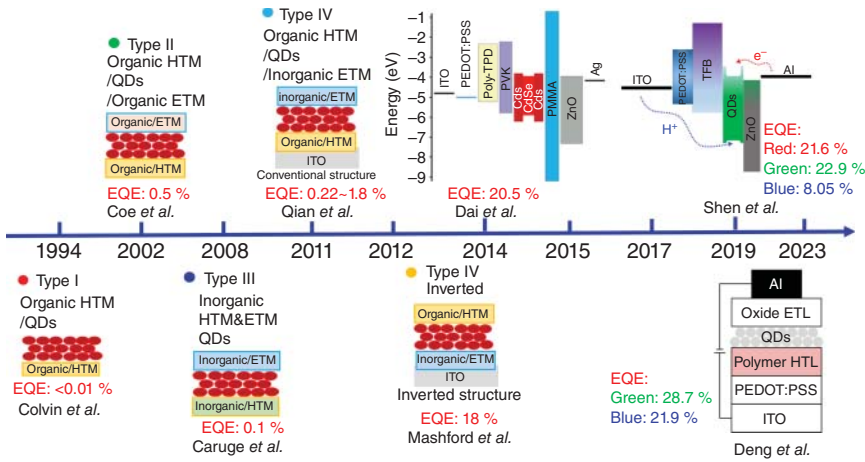 Type II
Organic HTM
/QDs
/Organic ETM
Organic/ETM
Organic/HTM
EQE: 0.5 %
Coe et al.
Type IV
Organic HTM
/QDs
/Inorganic ETM
inorganic/ETM
Organic/HTM
ITO
Conventional structure
EQE: 0.22~1.8 %
Qian et al.
Energy (eV)
−1
−2
−3
−4
−5
−6
−7
−8
−9
ITO
PEDOT:PSS
Poly-TPD
PVK
Cds
CdSe
Cds
PMMA
ZnO
Ag
EQE: 20.5 %
Dai et al.
ITO
PEDOT:PSS
TFB
QDs
ZnO
e−
Al
H+
EQE:
Red: 21.6 %
Green: 22.9 %
Blue: 8.05 %
Shen et al.
1994 2002 2008 2011 2012 2014 2015 2017 2019 2023
Type I
Organic HTM
/QDs
Organic/HTM
EQE: <0.01 %
Colvin et al.
Type III
Inorganic
HTM&ETM
QDs
Inorganic/ETM
Inorganic/HTM
EQE: 0.1 %
Caruge et al.
Type IV
Inverted
Organic/HTM
Inorganic/ETM
ITO
Inverted structure
EQE: 18 %
Mashford et al.
EQE:
Green: 28.7 %
Blue: 21.9 %
Al
Oxide ETL
QDs
Polymer HTL
PEDOT:PSS
ITO
Deng et al.